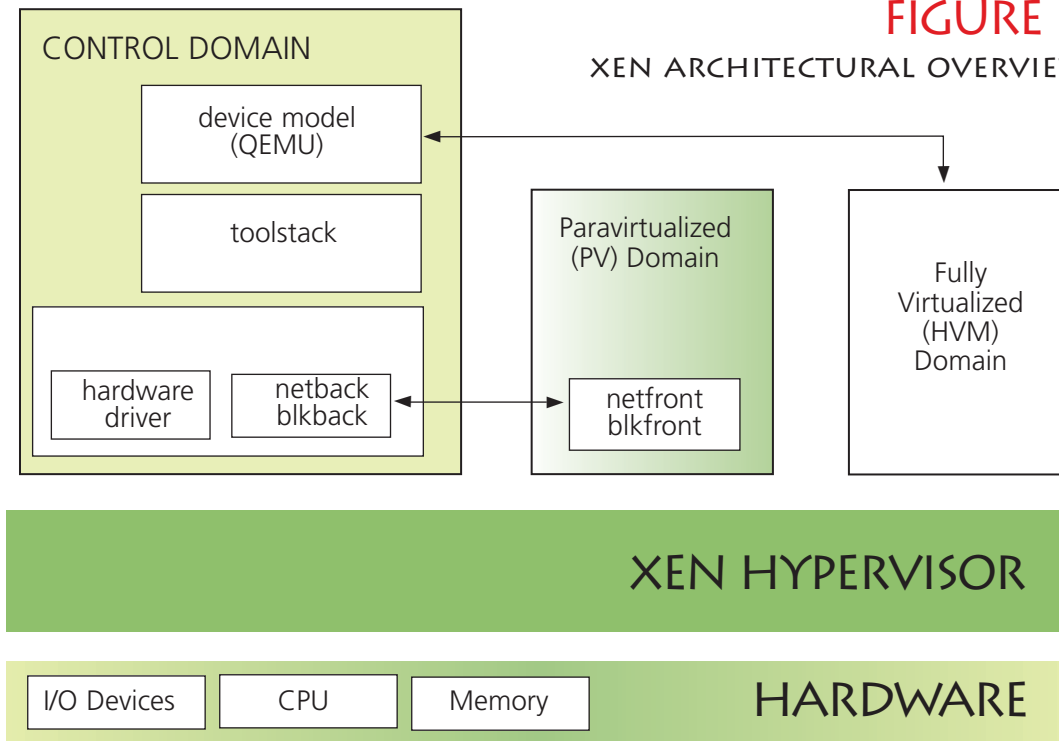 FIGURE
XEN ARCHITECTURAL OVERVIE
CONTROL DOMAIN
device model
(QEMU)
toolstack
hardware
driver
netback
blkback
Paravirtualized
(PV) Domain
netfront
blkfront
Fully
Virtualized
(HVM)
Domain
XEN HYPERVISOR
I/O Devices
CPU
Memory
HARDWARE